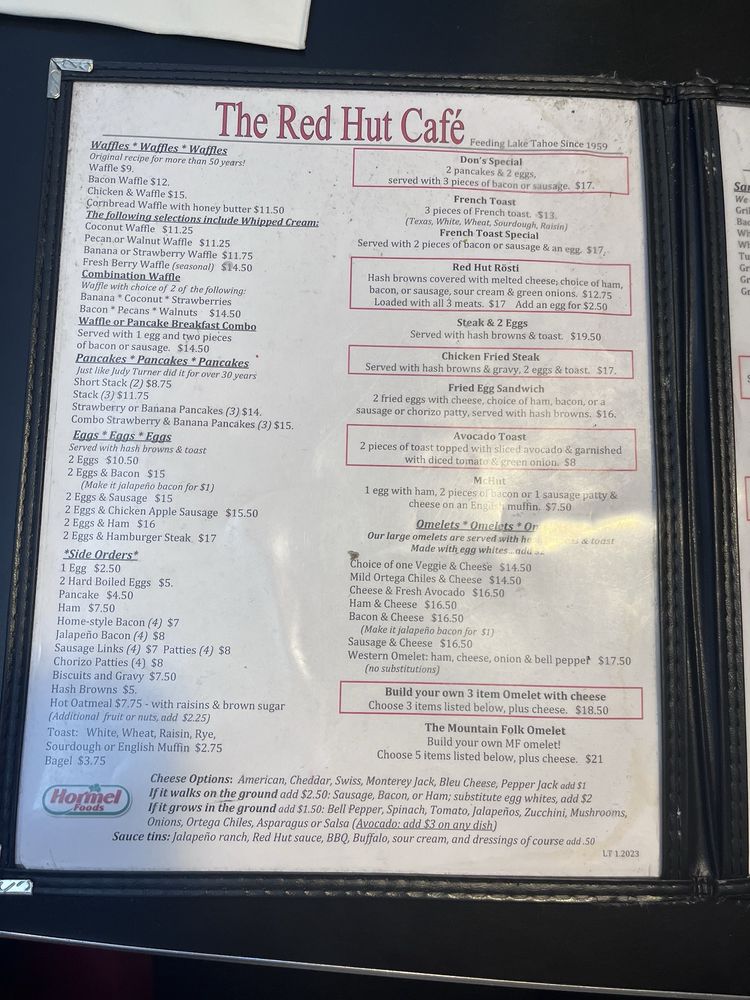 The Red Hut Café
Feeding Lake Tahoe Since 1959
Waffles * Waffles * Waffles
Original recipe for more than 50 years!
Waffle $9.
Bacon Waffle $12.
Chicken & Waffle $15.
Cornbread Waffle with honey butter $11.50
The following selections include Whipped Cream:
Coconut Waffle $11.25
Pecan or Walnut Waffle $11.25
Banana or Strawberry Waffle $11.75
Fresh Berry Waffle (seasonal) $14.50
Combination Waffle
Waffle with choice of 2 of the following:
Banana * Coconut * Strawberries
Bacon * Pecans * Walnuts $14.50
Waffle or Pancake Breakfast Combo
Served with 1 egg and two pieces
of bacon or sausage. $14.50
Pancakes * Pancakes * Pancakes
Just like Judy Turner did it for over 30 years
Short Stack (2) $8.75
Stack (3) $11.75
Strawberry or Banana Pancakes (3) $14.
Combo Strawberry & Banana Pancakes (3) $15.
Eggs * Eggs * Eggs
Served with hash browns & toast
2 Eggs $10.50
2 Eggs & Bacon $15
(Make it jalapeño bacon for $1)
2 Eggs & Sausage $15
2 Eggs & Chicken Apple Sausage $15.50
2 Eggs & Ham $16
2 Eggs & Hamburger Steak $17
*Side Orders*
1 Egg $2.50
2 Hard Boiled Eggs $5.
Pancake $4.50
Ham $7.50
Home-style Bacon (4) $7
Jalapeño Bacon (4) $8
Sausage Links (4) $7 Patties (4) $8
Chorizo Patties (4) $8
Biscuits and Gravy $7.50
Hash Browns $5.
Hot Oatmeal $7.75 - with raisins & brown sugar
(Additional fruit or nuts, add $2.25)
Toast: White, Wheat, Raisin, Rye,
Sourdough or English Muffin $2.75
Bagel $3.75
Don's Special
2 pancakes & 2 eggs,
served with 3 pieces of bacon or sausage. $17.
French Toast
3 pieces of French toast. $13.
(Texas, White, Wheat, Sourdough, Raisin)
French Toast Special
Served with 2 pieces of bacon or sausage & an egg. $17.
Red Hut Rösti
Hash browns covered with melted cheese; choice of ham,
bacon, or sausage, sour cream & green onions. $12.75
Loaded with all 3 meats. $17 Add an egg for $2.50
Steak & 2 Eggs
Served with hash browns & toast. $19.50
Chicken Fried Steak
Served with hash browns & gravy, 2 eggs & toast. $17.
Fried Egg Sandwich
2 fried eggs with cheese, choice of ham, bacon, or a
sausage or chorizo patty, served with hash browns. $16.
Avocado Toast
2 pieces of toast topped with sliced avocado & garnished
with diced tomato & green onion. $8
McHut
1 egg with ham, 2 pieces of bacon or 1 sausage patty &
cheese on an English muffin. $7.50
Omelets * Omelets *
Our large omelets are served with & toast
Made with egg whites...add
Choice of one Veggie & Cheese $14.50
Mild Ortega Chiles & Cheese $14.50
Cheese & Fresh Avocado $16.50
Ham & Cheese $16.50
Bacon & Cheese $16.50
(Make it jalapeño bacon for $1)
Sausage & Cheese $16.50
Western Omelet: ham, cheese, onion & bell pepper $17.50
(no substitutions)
Build your own 3 item Omelet with cheese
Choose 3 items listed below, plus cheese. $18.50
The Mountain Folk Omelet
Build your own MF omelet!
Choose 5 items listed below, plus cheese. $21
Hormel
Foods
Cheese Options: American, Cheddar, Swiss, Monterey Jack, Bleu Cheese, Pepper Jack add $1
If it walks on the ground add $2.50: Sausage, Bacon, or Ham; substitute egg whites, add $2
If it grows in the ground add $1.50: Bell Pepper, Spinach, Tomato, Jalapeños, Zucchini, Mushrooms,
Onions, Ortega Chiles, Asparagus or Salsa (Avocado: add $3 on any dish)
Sauce tins: Jalapeño ranch, Red Hut sauce, BBQ, Buffalo, sour cream, and dressings of course add .50
LT 1.2023